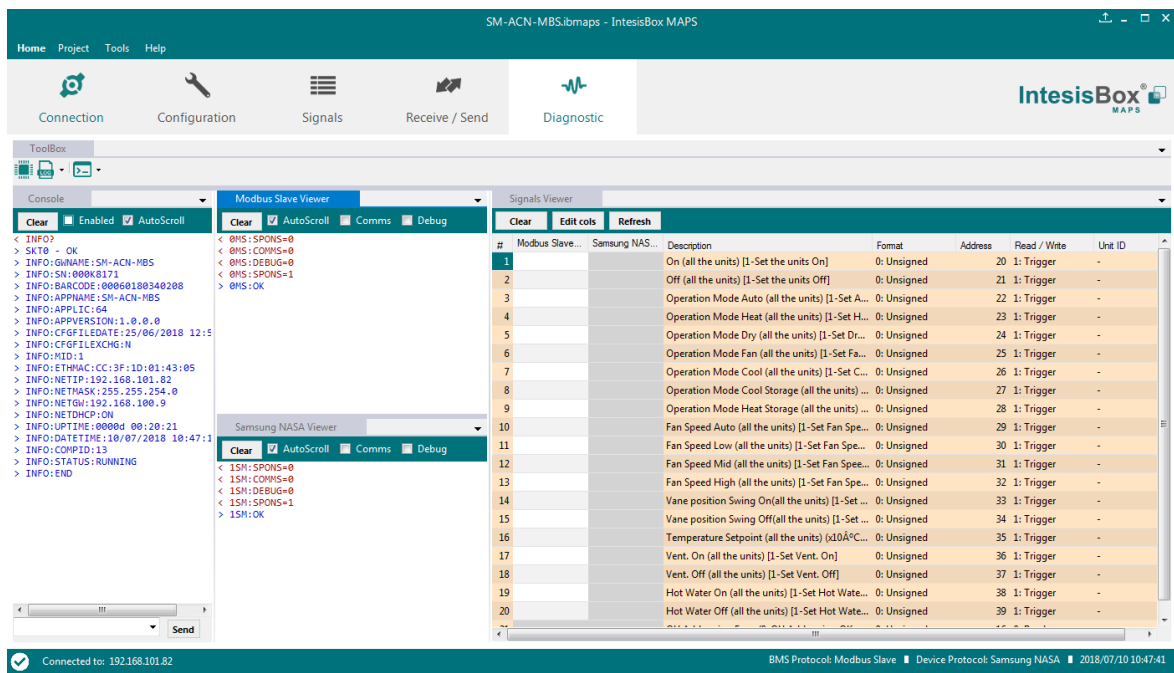 SM-ACN-MBS.ibmaps - IntesisBox MAPS
Home Project Tools Help
Connection Configuration Signals Receive / Send Diagnostic
IntesisBox®
MAPS
ToolBox
LOG
Console
Clear Enabled AutoScroll
< INFO?
> SKT0 - OK
> INFO:GWNAME:SM-ACN-MBS
> INFO:SN:000K8171
> INFO:BARCODE:00060180340208
> INFO:APPNAME:SM-ACN-MBS
> INFO:APPLIC:64
> INFO:APPVERSION:1.0.0.0
> INFO:CFGFILEDATE:25/06/2018 12:5
> INFO:CFGFILEXCHG:N
> INFO:MID:1
> INFO:ETHMAC:CC:3F:1D:01:43:05
> INFO:NETIP:192.168.101.82
> INFO:NETMASK:255.255.254.0
> INFO:NETGW:192.168.100.9
> INFO:NETDHCP:ON
> INFO:UPTIME:0000d 00:20:21
> INFO:DATETIME:10/07/2018 10:47:1
> INFO:COMPID:13
> INFO:STATUS:RUNNING
> INFO:END
Send
Modbus Slave Viewer
Clear AutoScroll Comms Debug
< 0MS:SPONS=0
< 0MS:COMMS=0
< 0MS:DEBUG=0
< 0MS:SPONS=1
> 0MS:OK
Samsung NASA Viewer
Clear AutoScroll Comms Debug
< 1SM:SPONS=0
< 1SM:COMMS=0
< 1SM:DEBUG=0
< 1SM:SPONS=1
> 1SM:OK
Signals Viewer
Clear Edit cols Refresh
# Modbus Slave... Samsung NAS... Description Format Address Read / Write Unit ID
1 On (all the units) [1-Set the units On] 0: Unsigned 20 1: Trigger -
2 Off (all the units) [1-Set the units Off] 0: Unsigned 21 1: Trigger -
3 Operation Mode Auto (all the units) [1-Set A... 0: Unsigned 22 1: Trigger -
4 Operation Mode Heat (all the units) [1-Set H... 0: Unsigned 23 1: Trigger -
5 Operation Mode Dry (all the units) [1-Set Dr... 0: Unsigned 24 1: Trigger -
6 Operation Mode Fan (all the units) [1-Set Fa... 0: Unsigned 25 1: Trigger -
7 Operation Mode Cool (all the units) [1-Set C... 0: Unsigned 26 1: Trigger -
8 Operation Mode Cool Storage (all the units) ... 0: Unsigned 27 1: Trigger -
9 Operation Mode Heat Storage (all the units) ... 0: Unsigned 28 1: Trigger -
10 Fan Speed Auto (all the units) [1-Set Fan Spe... 0: Unsigned 29 1: Trigger -
11 Fan Speed Low (all the units) [1-Set Fan Spe... 0: Unsigned 30 1: Trigger -
12 Fan Speed Mid (all the units) [1-Set Fan Spee... 0: Unsigned 31 1: Trigger -
13 Fan Speed High (all the units) [1-Set Fan Spe... 0: Unsigned 32 1: Trigger -
14 Vane position Swing On(all the units) [1-Set ... 0: Unsigned 33 1: Trigger -
15 Vane position Swing Off(all the units) [1-Set ... 0: Unsigned 34 1: Trigger -
16 Temperature Setpoint (all the units) (x10ÂºC... 0: Unsigned 35 1: Trigger -
17 Vent. On (all the units) [1-Set Vent. On] 0: Unsigned 36 1: Trigger -
18 Vent. Off (all the units) [1-Set Vent. Off] 0: Unsigned 37 1: Trigger -
19 Hot Water On (all the units) [1-Set Hot Wate... 0: Unsigned 38 1: Trigger -
20 Hot Water Off (all the units) [1-Set Hot Wate... 0: Unsigned 39 1: Trigger -
Connected to: 192.168.101.82
BMS Protocol: Modbus Slave Device Protocol: Samsung NASA 2018/07/10 10:47:41